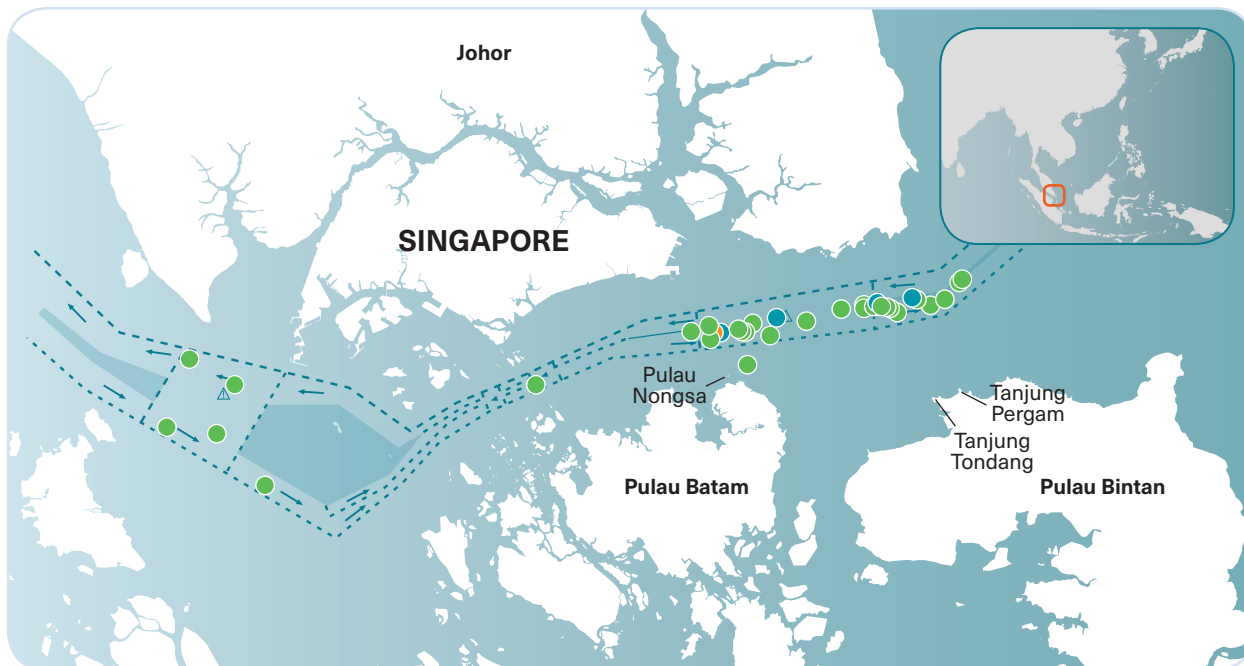 Johor
SINGAPORE
Pulau
Nongsa
Tanjung
Pergam
Tanjung
Tondang
Pulau Batam
Pulau Bintan